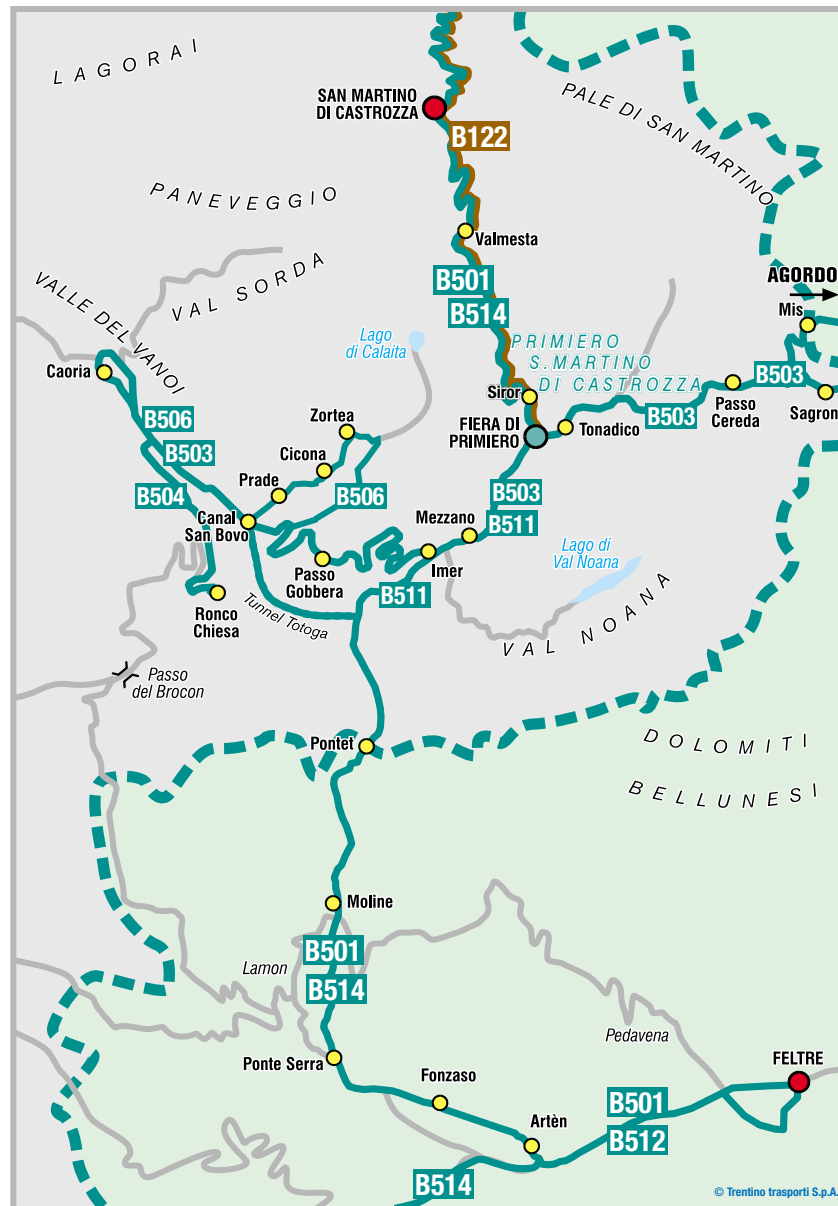 LAGORAI
SAN MARTINO
DI CASTROZZA
B122
PALE DI SAN MARTINO
PANEVEGGIO
Valmesta
VAL SORDA
VALLE DEL VANOI
B501
B514
AGORDO
Mis
Lago
di Calaita
PRIMIERO
S.MARTINO
DI CASTROZZA
Caoria
B503
Siror
Passo
Cereda
Sagron
B506
Zortea
FIERA DI
PRIMIERO
Tonadico
B503
B503
Cicona
B504
Prade
B506
B503
B511
Canal
San Bovo
Mezzano
Imer
Lago di
Val Noana
Passo
Gobbera
B511
Ronco
Chiesa
Tunnel Totoga
VAL NOANA
Passo
del Brocon
Pontet
DOLOMITI
BELLUNESI
Moline
B501
B514
Lamon
Ponte Serra
Pedavena
FELTRE
Fonzaso
B501
B512
Artèn
B514
© Trentino trasporti S.p.A.